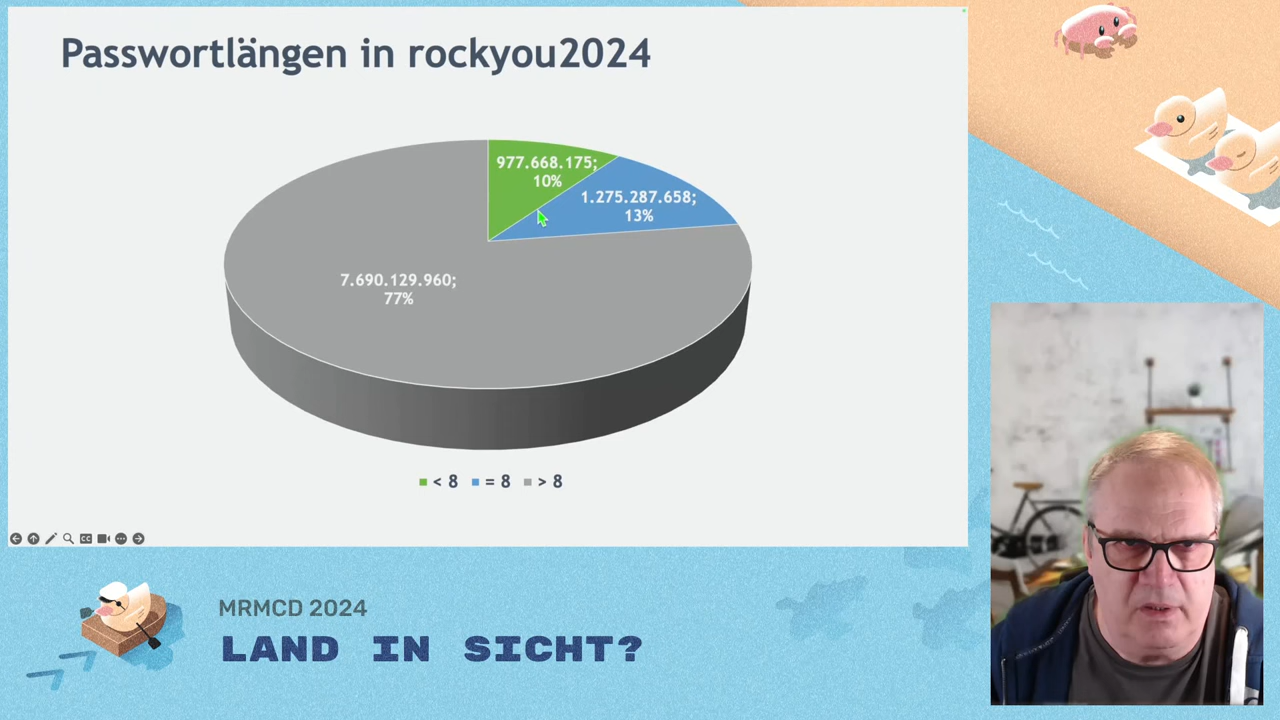 Passwortlängen in rockyou2024
977.668.175;
10%
1.275.287.658;
13%
7.690.129.960;
77%
< 8 = 8 > 8
CC
MRMCD 2024
LAND IN SICHT?